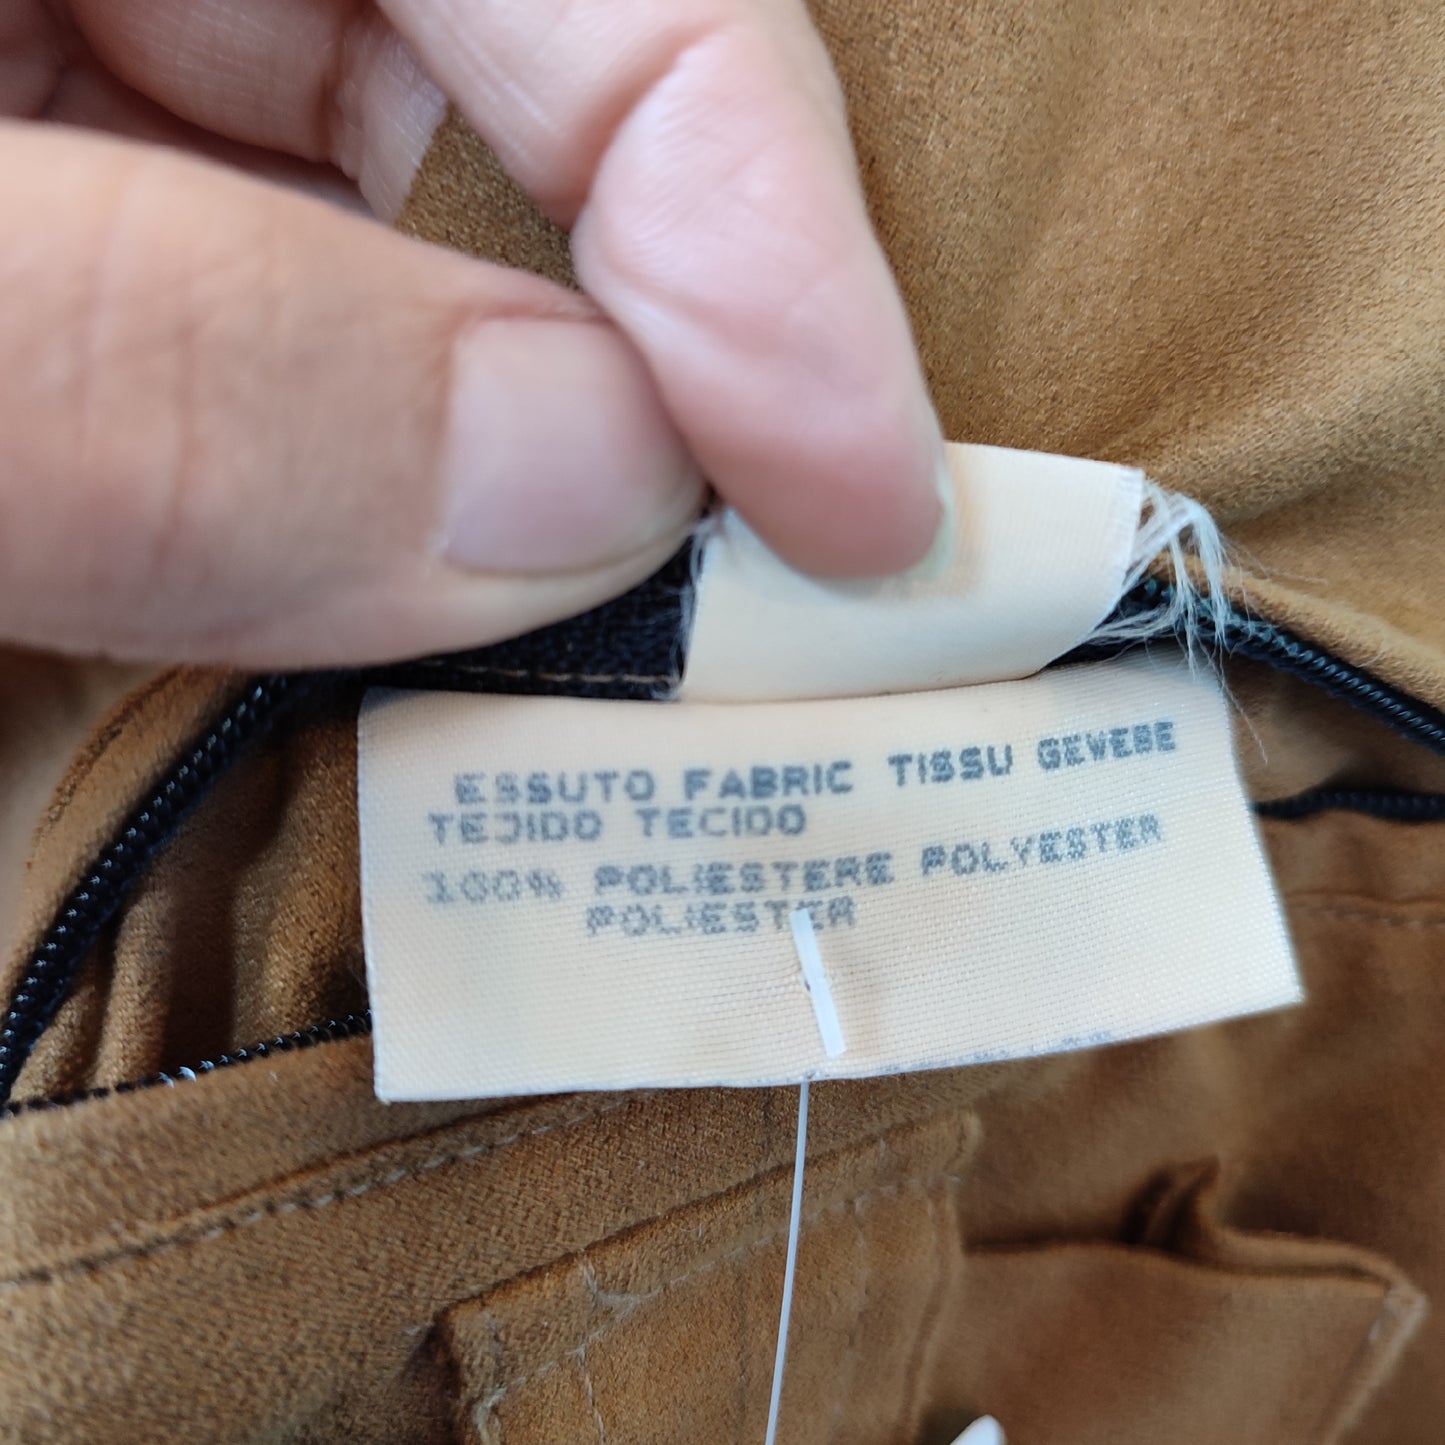 ESSUTO FABRIC TISSU GEWEBE
TEJIDO TECIDO
100% POLIESTERE POLYESTER
POLIESTER